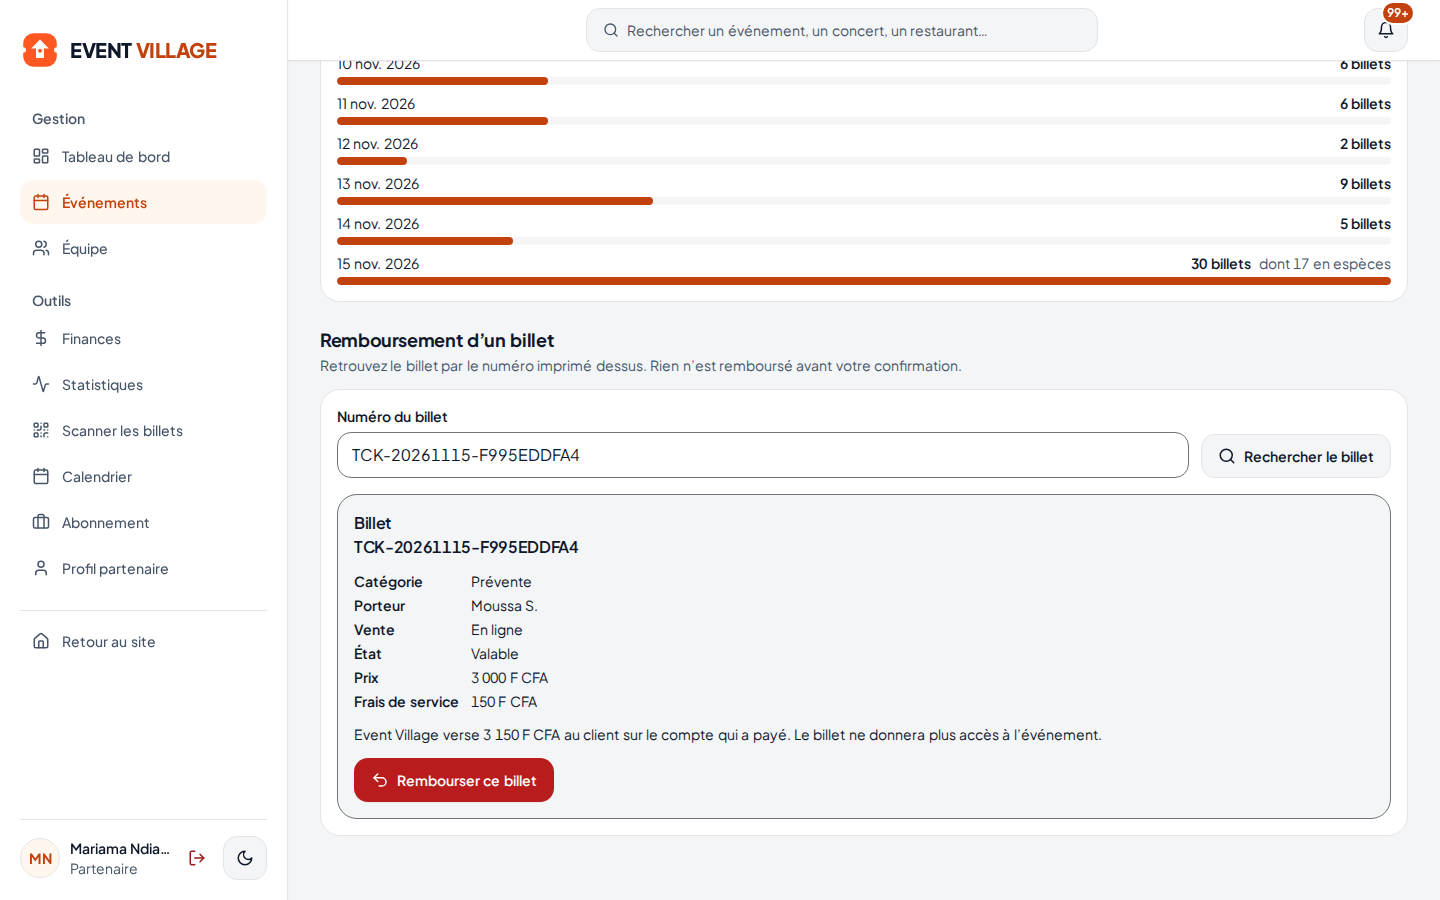 EVENT VILLAGE
Rechercher un événement, un concert, un restaurant…
99+
Gestion
Tableau de bord
Événements
Équipe
Outils
Finances
Statistiques
Scanner les billets
Calendrier
Abonnement
Profil partenaire
Retour au site
Mariama Ndia…
MN
Partenaire
10 nov. 2026 6 billets
11 nov. 2026 6 billets
12 nov. 2026 2 billets
13 nov. 2026 9 billets
14 nov. 2026 5 billets
15 nov. 2026 30 billets dont 17 en espèces
Remboursement d’un billet
Retrouvez le billet par le numéro imprimé dessus. Rien n’est remboursé avant votre confirmation.
Numéro du billet
TCK-20261115-F995EDDFA4 Rechercher le billet
Billet
TCK-20261115-F995EDDFA4
Catégorie Prévente
Porteur Moussa S.
Vente En ligne
État Valable
Prix 3 000 F CFA
Frais de service 150 F CFA
Event Village verse 3 150 F CFA au client sur le compte qui a payé. Le billet ne donnera plus accès à l’événement.
Rembourser ce billet